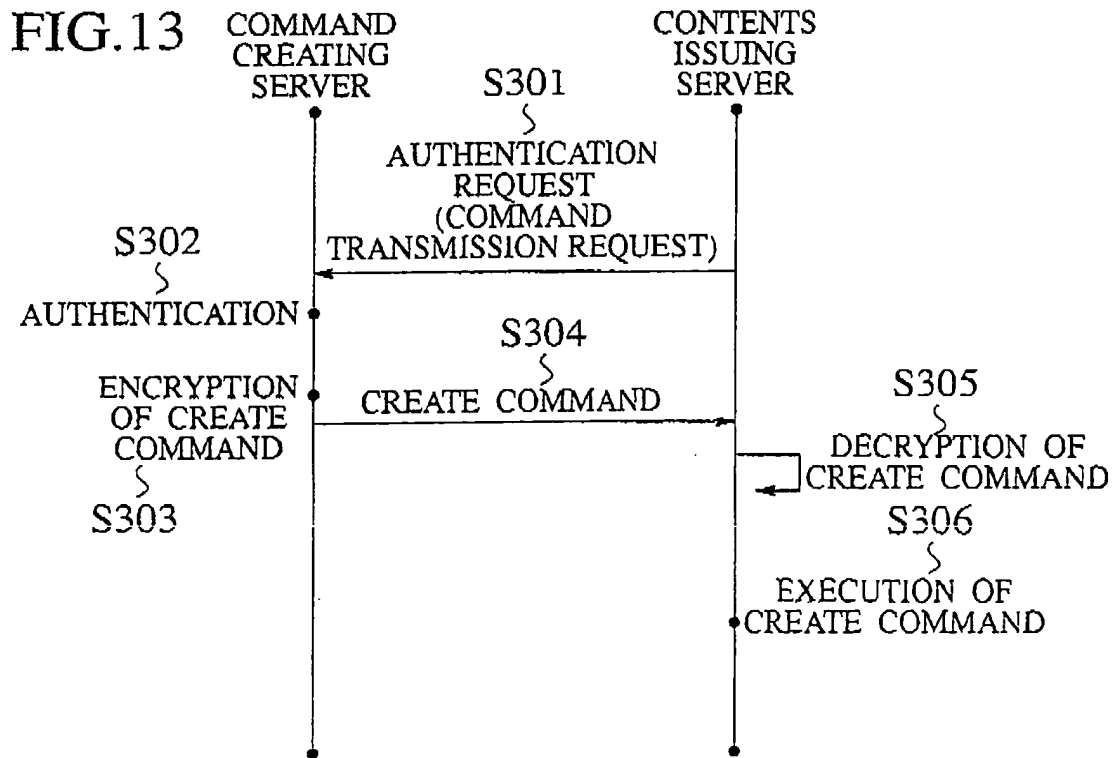 FIG.13
COMMAND
CREATING
SERVER
CONTENTS
ISSUING
SERVER
S301
AUTHENTICATION
REQUEST
(COMMAND
TRANSMISSION REQUEST)
S302
AUTHENTICATION
S304
CREATE COMMAND
ENCRYPTION
OF CREATE
COMMAND
S303
S305
DECRYPTION OF
CREATE COMMAND
S306
EXECUTION OF
CREATE COMMAND